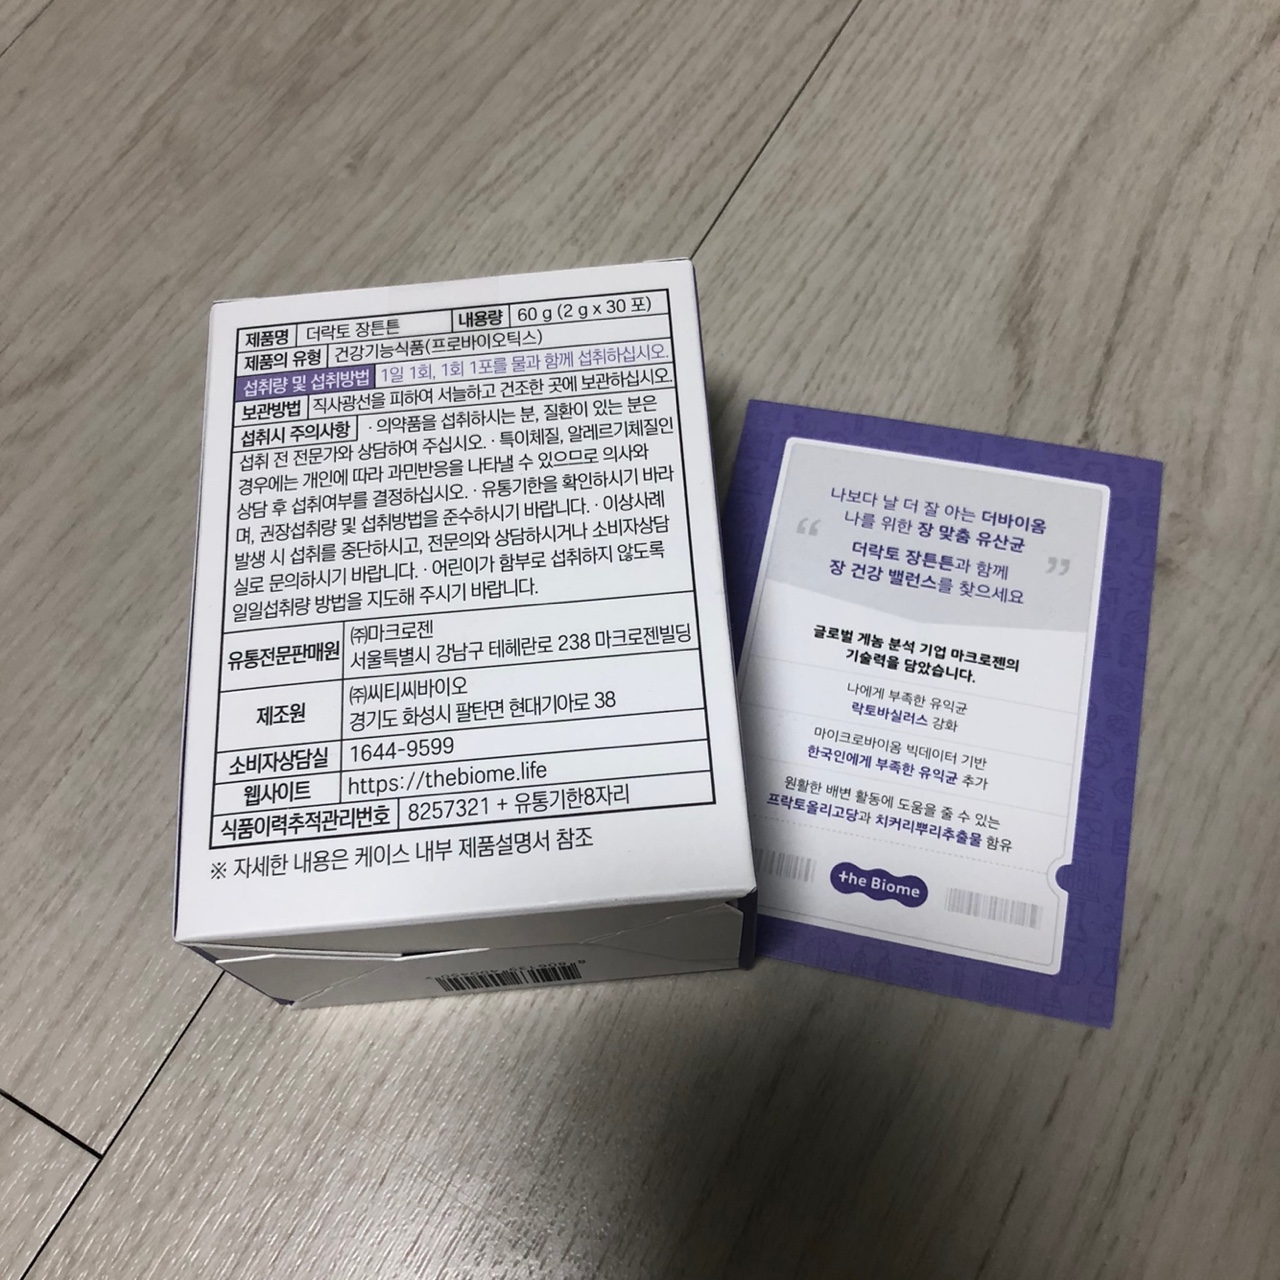 제품명 더락토 장튼튼 내용량 60 g (2 g x 30 포)
제품의 유형 건강기능식품(프로바이오틱스)
섭취량 및 섭취방법 1일 1회, 1회 1포를 물과 함께 섭취하십시오.
보관방법 직사광선을 피하여 서늘하고 건조한 곳에 보관하십시오.
섭취시 주의사항 · 의약품을 섭취하시는 분, 질환이 있는 분은
섭취 전 전문가와 상담하여 주십시오. · 특이체질, 알레르기체질인
경우에는 개인에 따라 과민반응을 나타낼 수 있으므로 의사와
상담 후 섭취여부를 결정하십시오. · 유통기한을 확인하시기 바라
며, 권장섭취량 및 섭취방법을 준수하시기 바랍니다. · 이상사례
발생 시 섭취를 중단하시고, 전문의와 상담하시거나 소비자상담
실로 문의하시기 바랍니다. · 어린이가 함부로 섭취하지 않도록
일일섭취량 방법을 지도해 주시기 바랍니다.
유통전문판매원 ㈜마크로젠
서울특별시 강남구 테헤란로 238 마크로젠빌딩
제조원 ㈜씨티씨바이오
경기도 화성시 팔탄면 현대기아로 38
소비자상담실 1644-9599
웹사이트 https://thebiome.life
식품이력추적관리번호 8257321 + 유통기한8자리
※ 자세한 내용은 케이스 내부 제품설명서 참조
나보다 날 더 잘 아는 더바이옴
“ 나를 위한 장 맞춤 유산균
더락토 장튼튼과 함께 ”
장 건강 밸런스를 찾으세요
글로벌 게놈 분석 기업 마크로젠의
기술력을 담았습니다.
나에게 부족한 유익균
락토바실러스 강화
마이크로바이옴 빅데이터 기반
한국인에게 부족한 유익균 추가
원활한 배변 활동에 도움을 줄 수 있는
프락토올리고당과 치커리뿌리추출물 함유
the Biome